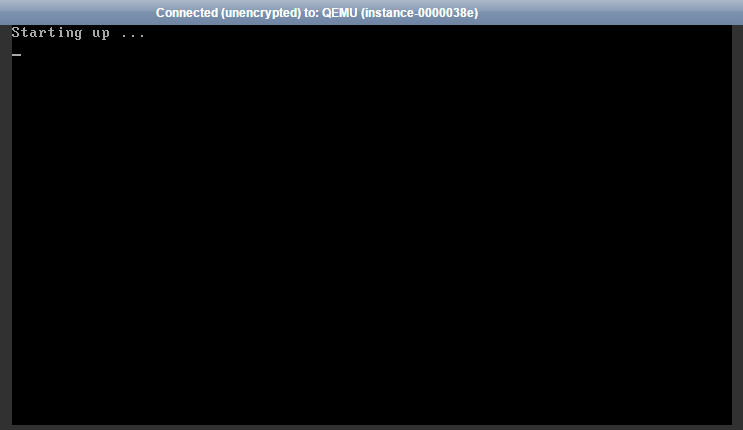 Connected (unencrypted) to: QEMU (instance-0000038e)
Starting up ...
_